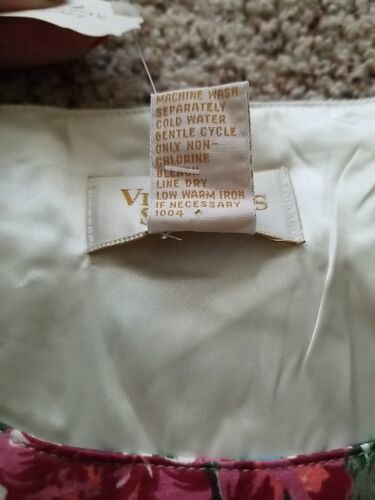 MACHINE WASH
SEPARATELY
COLD WATER
GENTLE CYCLE
ONLY NON-
CHLORINE
BLEACH
LINE DRY
LOW WARM IRON
IF NECESSARY
1004